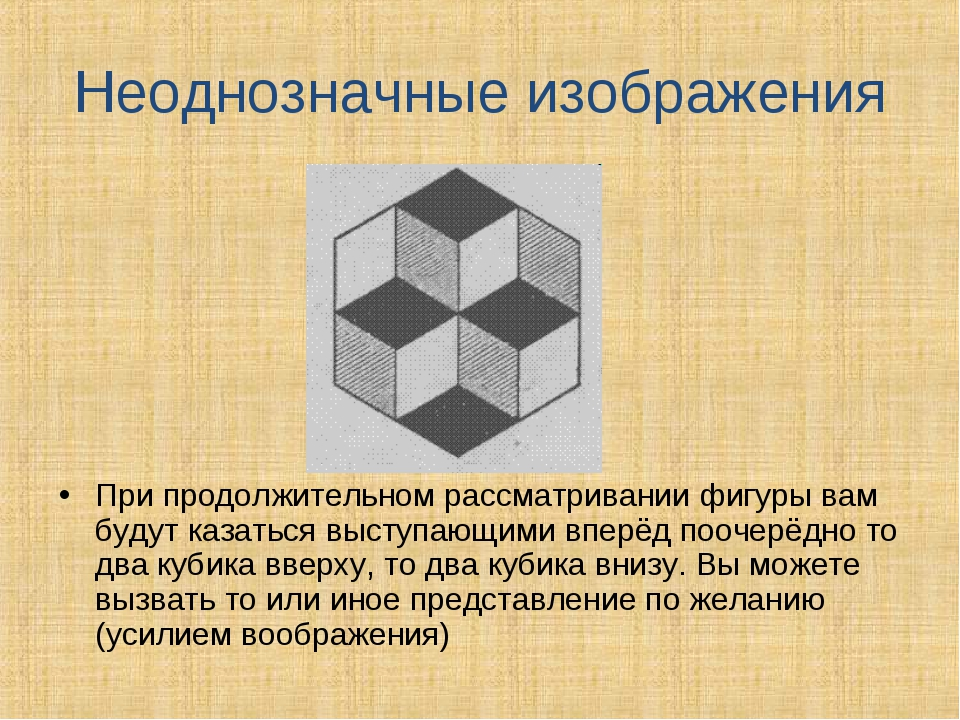 Неоднозначные изображения
• При продолжительном рассматривании фигуры вам
будут казаться выступающими вперёд поочерёдно то
два кубика вверху, то два кубика внизу. Вы можете
вызвать то или иное представление по желанию
(усилием воображения)